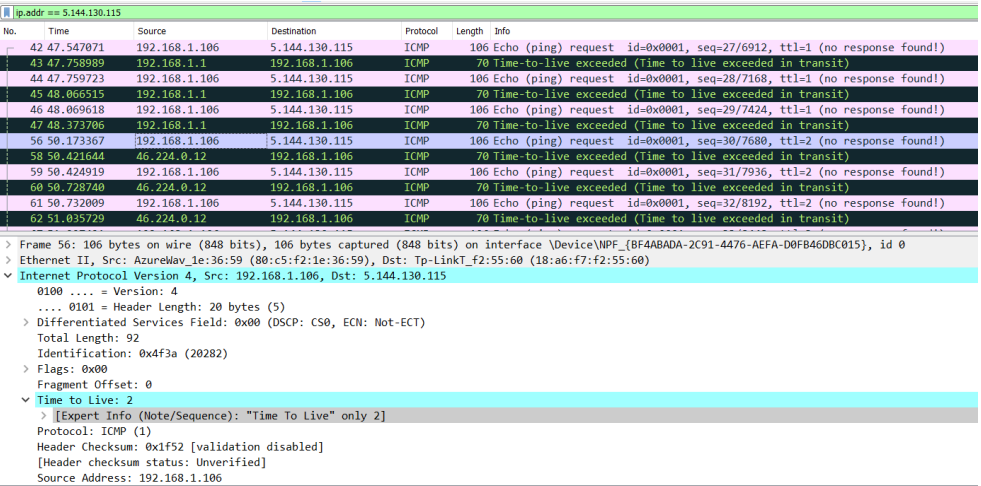 ip.addr == 5.144.130.115
No. Time Source Destination Protocol Length Info
42 47.547071 192.168.1.106 5.144.130.115 ICMP 106 Echo (ping) request id=0x0001, seq=27/6912, ttl=1 (no response found!)
43 47.758989 192.168.1.1 192.168.1.106 ICMP 70 Time-to-live exceeded (Time to live exceeded in transit)
44 47.759723 192.168.1.106 5.144.130.115 ICMP 106 Echo (ping) request id=0x0001, seq=28/7168, ttl=1 (no response found!)
45 48.066515 192.168.1.1 192.168.1.106 ICMP 70 Time-to-live exceeded (Time to live exceeded in transit)
46 48.069618 192.168.1.106 5.144.130.115 ICMP 106 Echo (ping) request id=0x0001, seq=29/7424, ttl=1 (no response found!)
47 48.373706 192.168.1.1 192.168.1.106 ICMP 70 Time-to-live exceeded (Time to live exceeded in transit)
56 50.173367 192.168.1.106 5.144.130.115 ICMP 106 Echo (ping) request id=0x0001, seq=30/7680, ttl=2 (no response found!)
58 50.421644 46.224.0.12 192.168.1.106 ICMP 70 Time-to-live exceeded (Time to live exceeded in transit)
59 50.424919 192.168.1.106 5.144.130.115 ICMP 106 Echo (ping) request id=0x0001, seq=31/7936, ttl=2 (no response found!)
60 50.728740 46.224.0.12 192.168.1.106 ICMP 70 Time-to-live exceeded (Time to live exceeded in transit)
61 50.732009 192.168.1.106 5.144.130.115 ICMP 106 Echo (ping) request id=0x0001, seq=32/8192, ttl=2 (no response found!)
62 51.035729 46.224.0.12 192.168.1.106 ICMP 70 Time-to-live exceeded (Time to live exceeded in transit)
Frame 56: 106 bytes on wire (848 bits), 106 bytes captured (848 bits) on interface \Device\NPF_{BF4ABADA-2C91-4476-AEFA-D0FB46DBC015}, id 0
Ethernet II, Src: AzureWav_1e:36:59 (80:c5:f2:1e:36:59), Dst: Tp-LinkT_f2:55:60 (18:a6:f7:f2:55:60)
Internet Protocol Version 4, Src: 192.168.1.106, Dst: 5.144.130.115
0100 .... = Version: 4
.... 0101 = Header Length: 20 bytes (5)
Differentiated Services Field: 0x00 (DSCP: CS0, ECN: Not-ECT)
Total Length: 92
Identification: 0x4f3a (20282)
Flags: 0x00
Fragment Offset: 0
Time to Live: 2
[Expert Info (Note/Sequence): "Time To Live" only 2]
Protocol: ICMP (1)
Header Checksum: 0x1f52 [validation disabled]
[Header checksum status: Unverified]
Source Address: 192.168.1.106